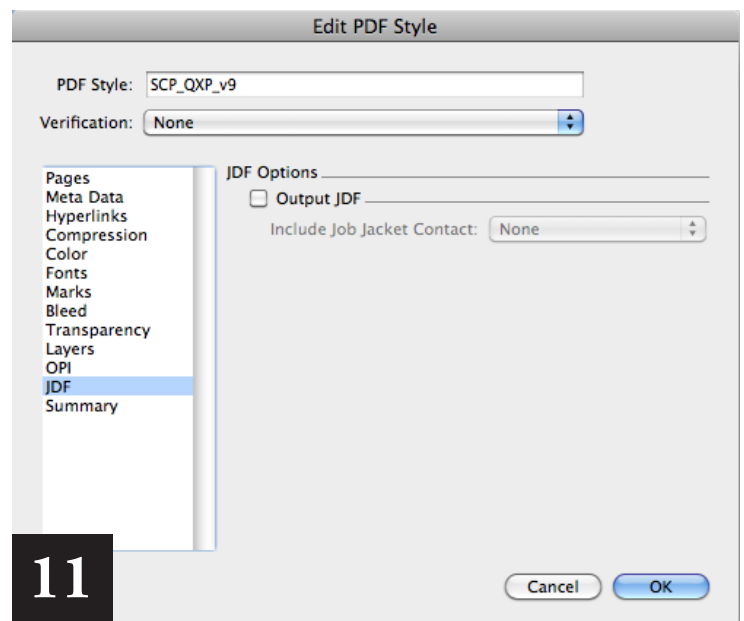 Edit PDF Style
PDF Style: SCP_QXP_v9
Verification: None
Pages
Meta Data
Hyperlinks
Compression
Color
Fonts
Marks
Bleed
Transparency
Layers
OPI
JDF
Summary
JDF Options
Output JDF
Include Job Jacket Contact: None
11
Cancel OK